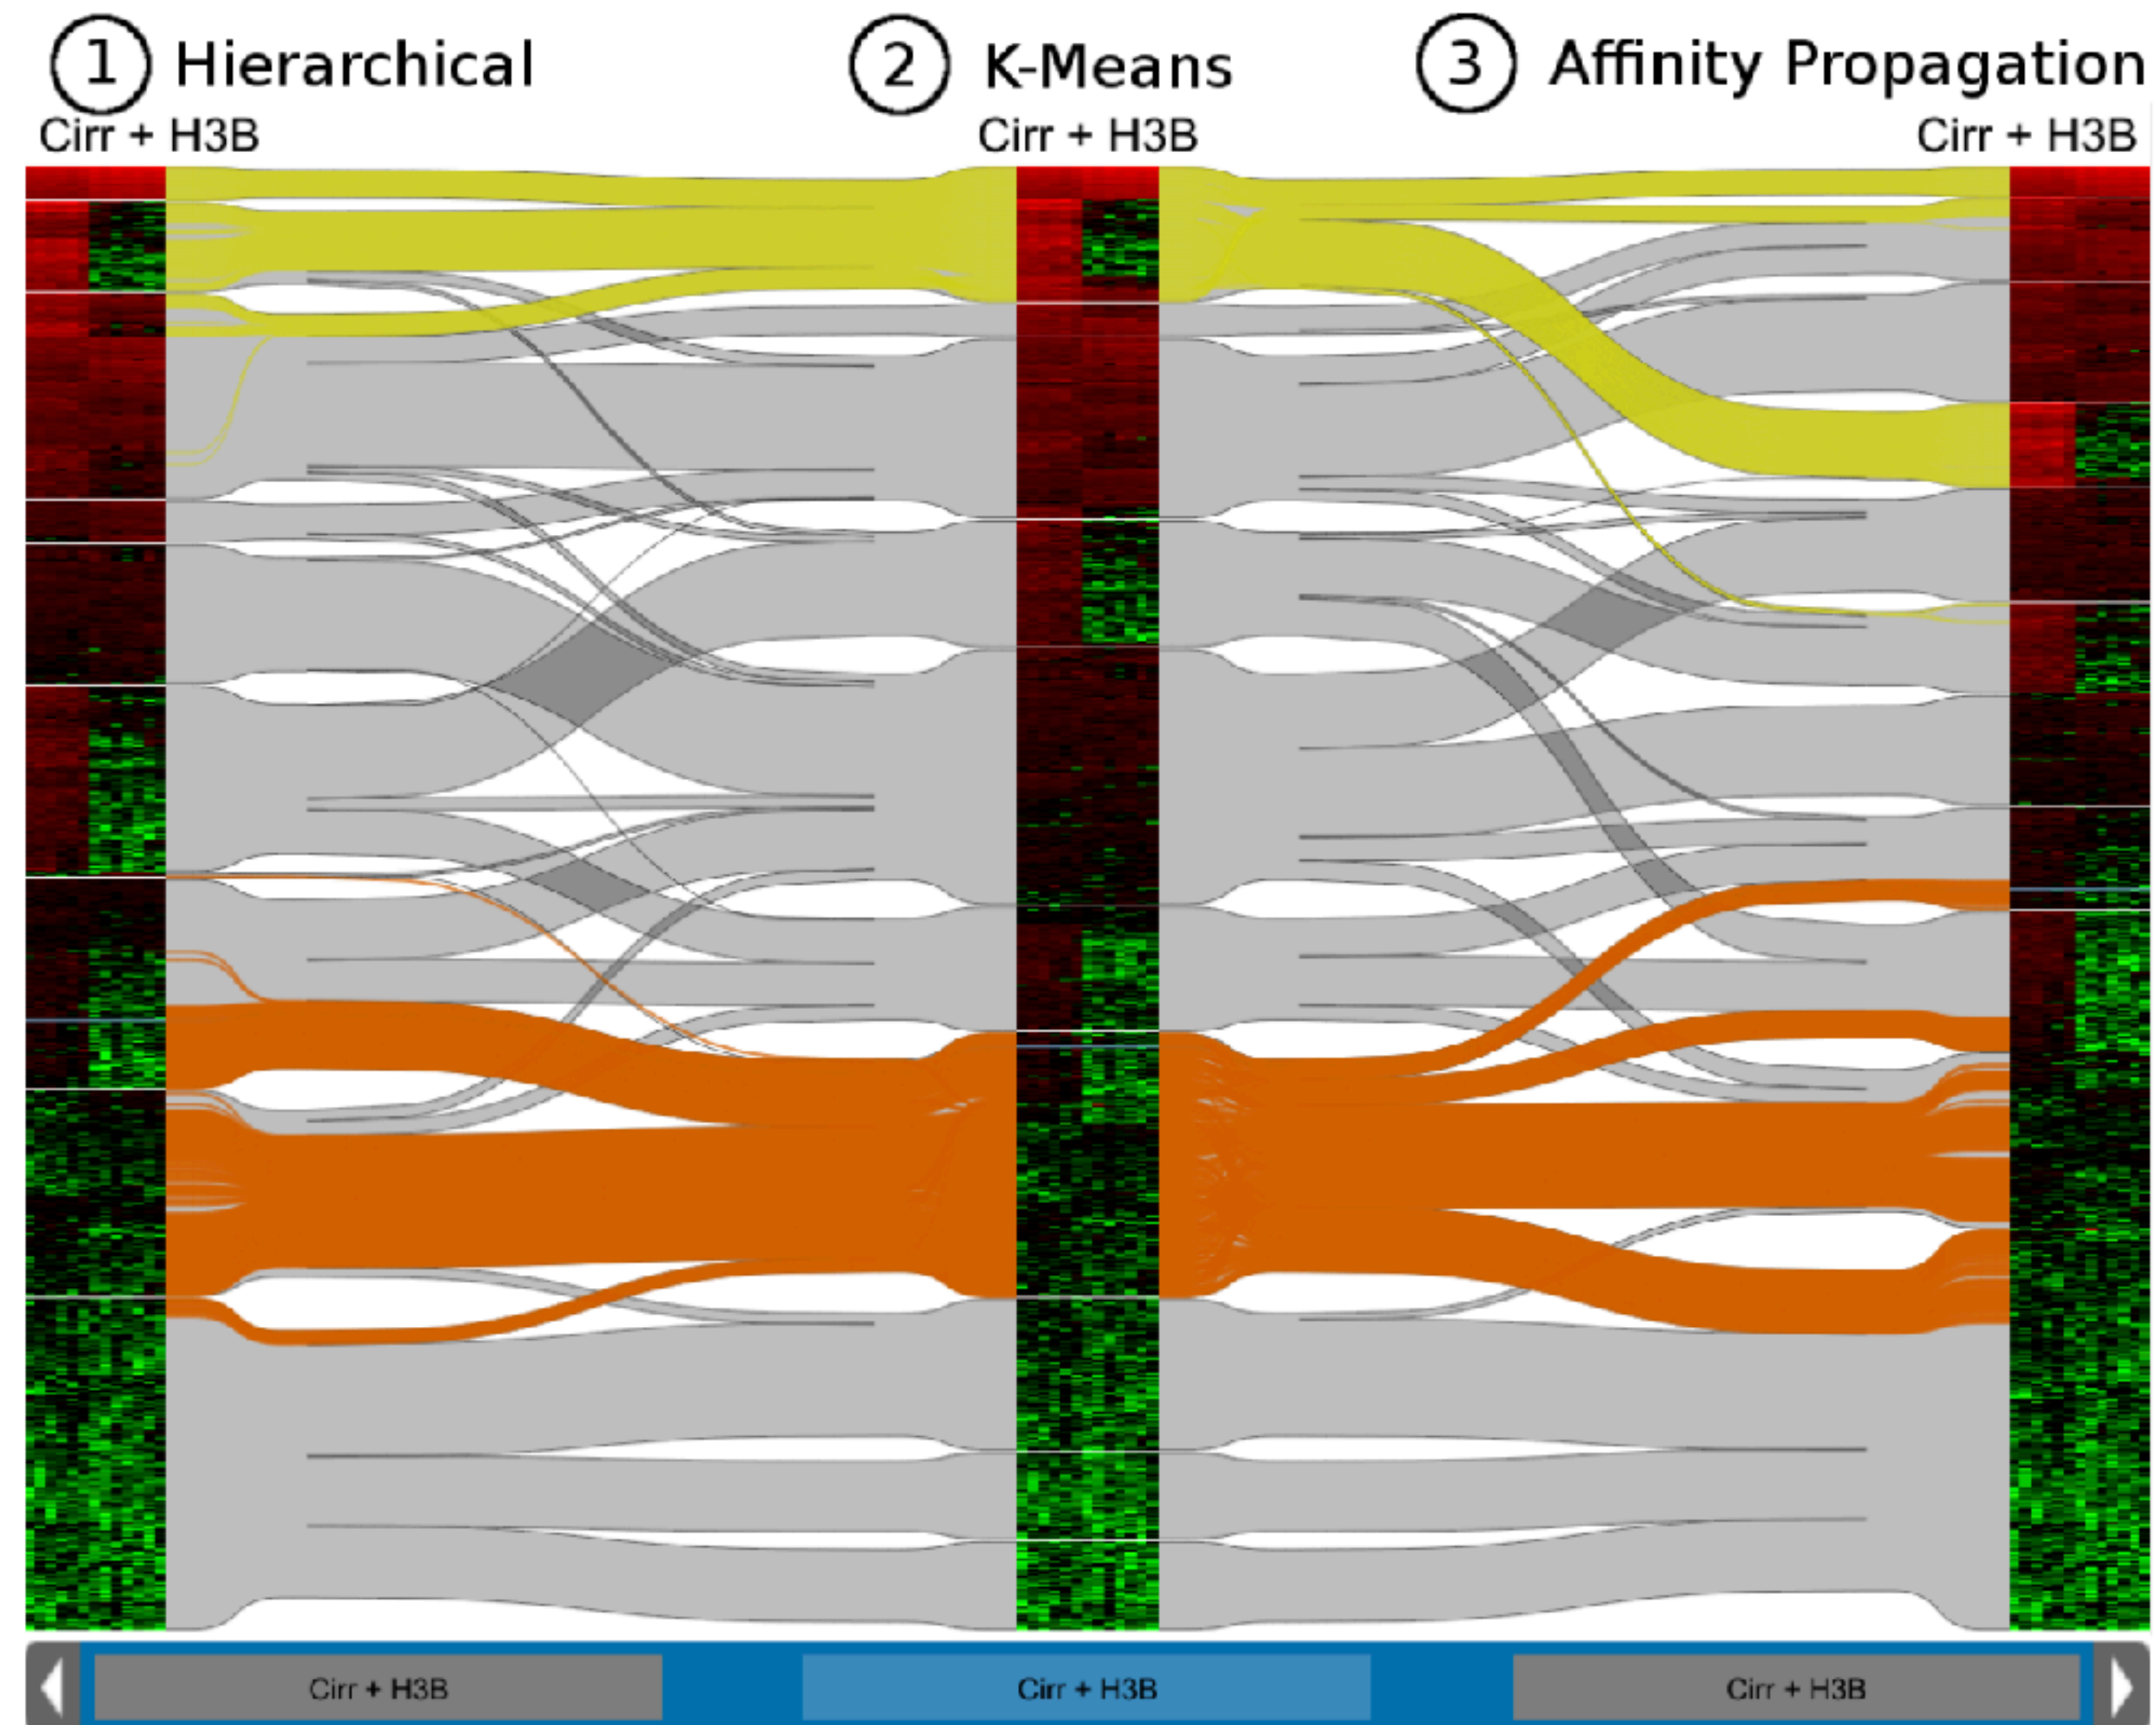 1 Hierarchical
2 K-Means
3 Affinity Propagation
Cirr + H3B
Cirr + H3B
Cirr + H3B
Cirr + H3B
Cirr + H3B
Cirr + H3B